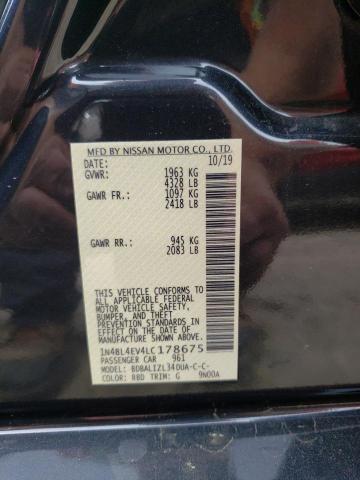 MFD BY NISSAN MOTOR CO., LTD
DATE: 10/19
GVWR: 1963 KG
4328 LB
GAWR FR.: 1097 KG
2418 LB
GAWR RR.: 945 KG
2083 LB
THIS VEHICLE CONFORMS TO
ALL APPLICABLE FEDERAL
MOTOR VEHICLE SAFETY,
BUMPER, AND THEFT
PREVENTION STANDARDS
IN EFFECT ON THE DATE OF
MANUFACTURE SHOWN ABOVE.
1N4BL4EV4LC178675
PASSENGER CAR 961
MODEL: BDBALIZL34DUA-C-C-
COLOR: RBD TRIM: G 9N00A